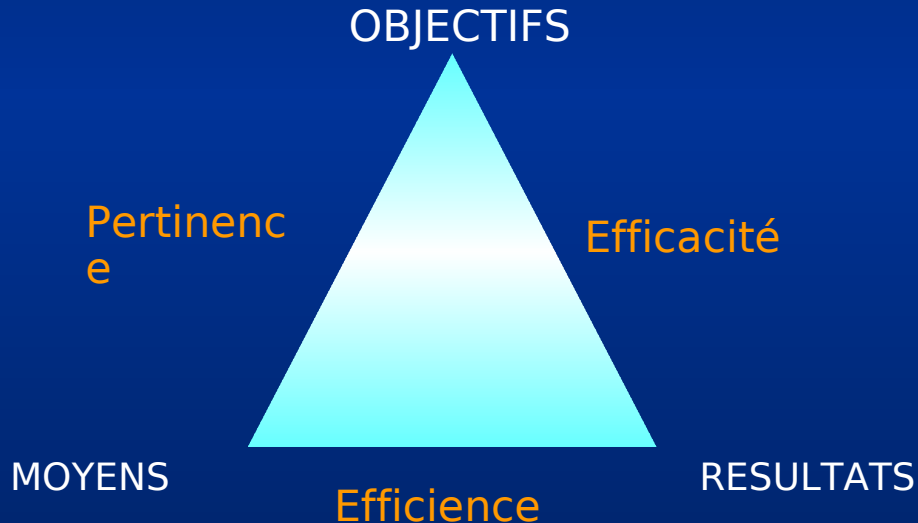 OBJECTIFS
Pertinenc
e
Efficacité
MOYENS
RESULTATS
Efficience